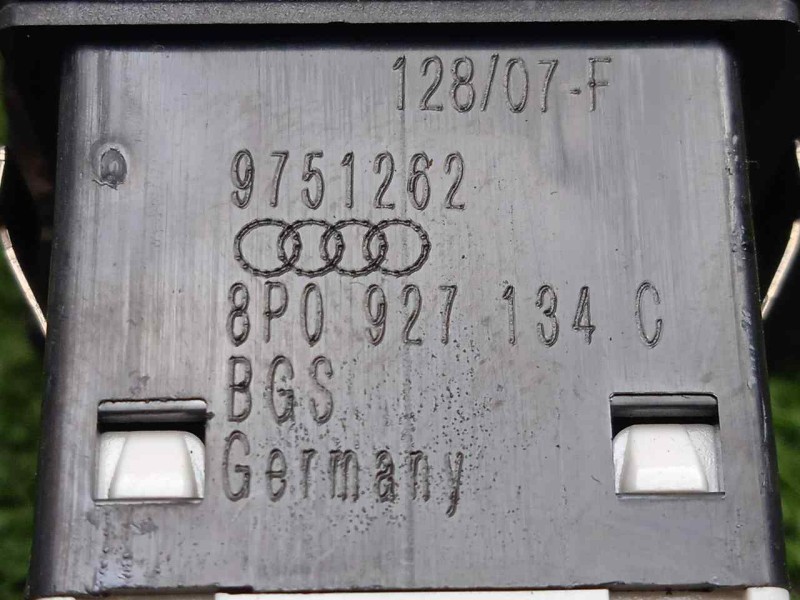 128/07-F
9751262
8P0 927 134 C
BGS
Germany